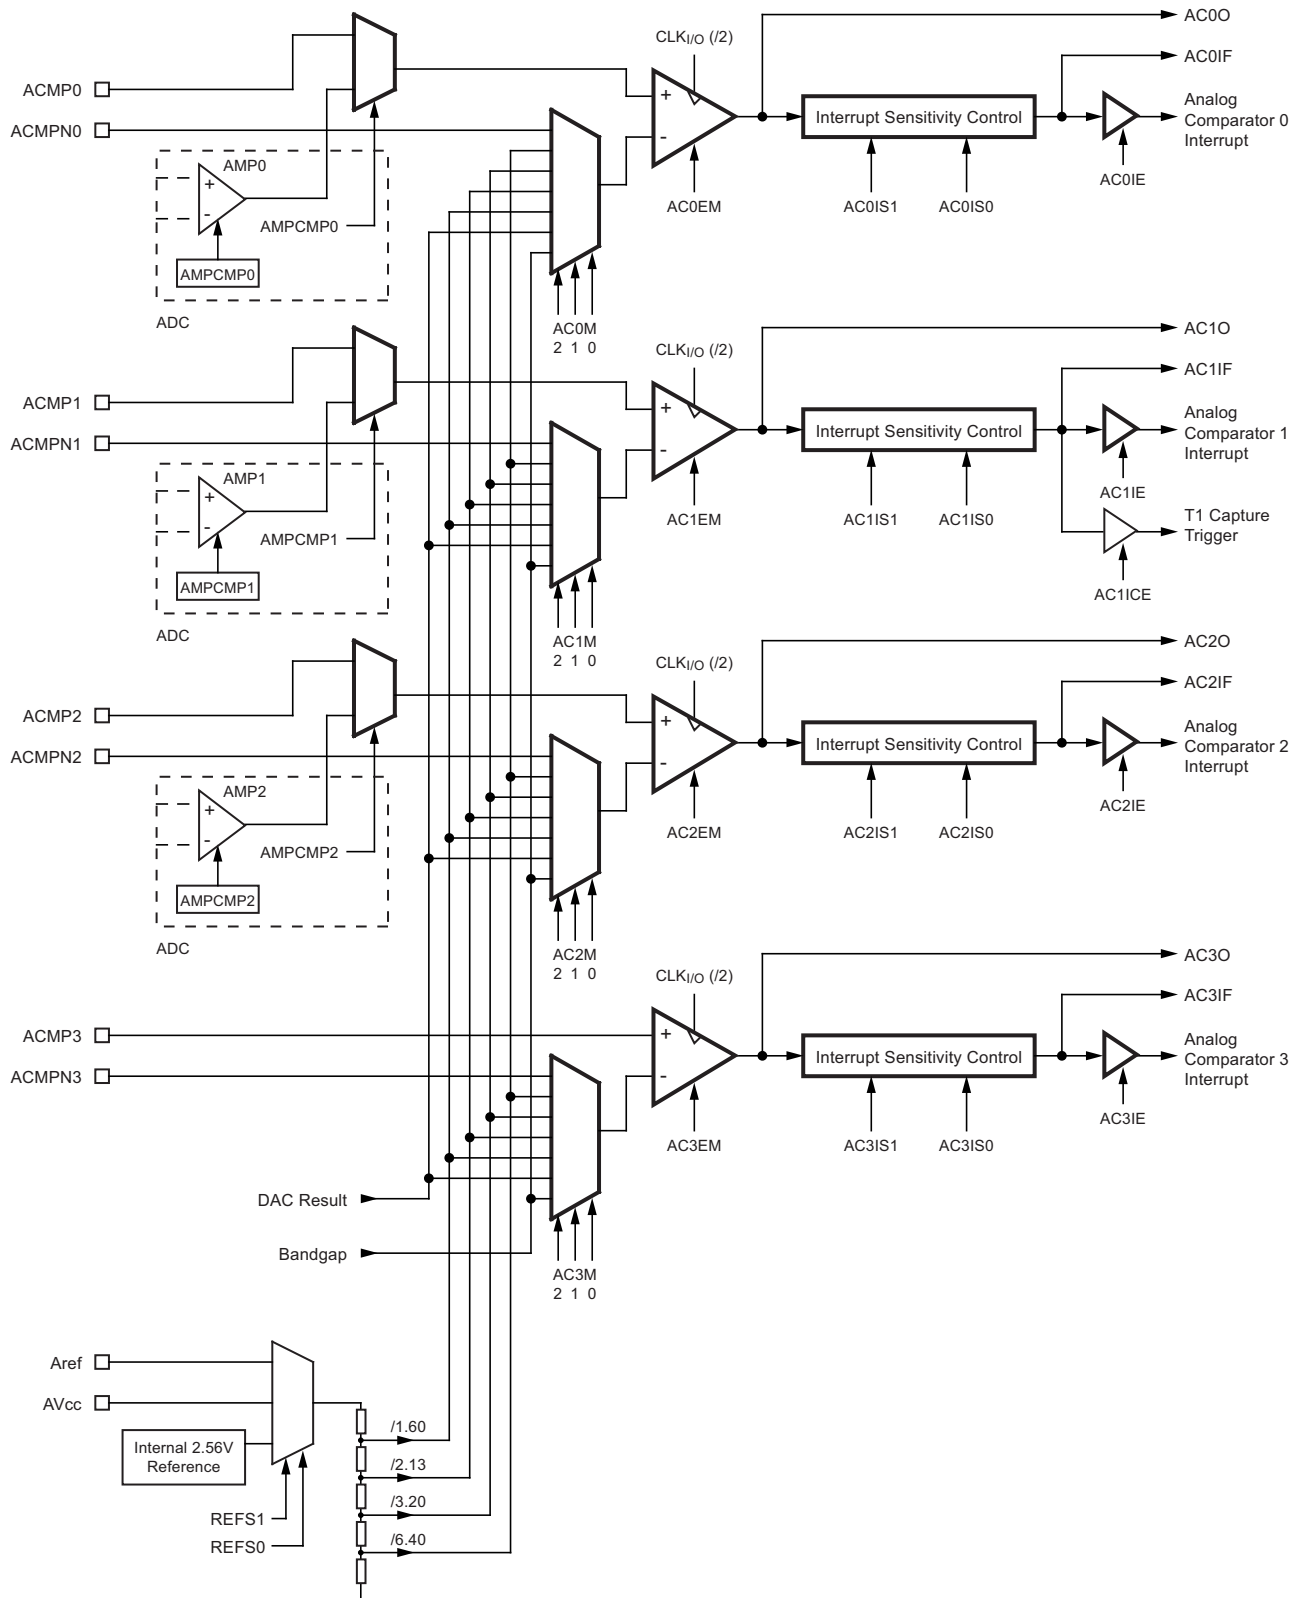 CLKI/O (/2)
AC0O
AC0IF
ACMP0
ACMPN0
+
-
Interrupt Sensitivity Control
Analog
Comparator 0
Interrupt
AMP0
+
-
AMPCMP0
AMPCMP0
ADC
AC0EM
AC0IS1
AC0IS0
AC0IE
AC0M
2 1 0
CLKI/O (/2)
AC1O
AC1IF
ACMP1
ACMPN1
+
-
Interrupt Sensitivity Control
Analog
Comparator 1
Interrupt
AMP1
+
-
AMPCMP1
AMPCMP1
ADC
AC1EM
AC1IS1
AC1IS0
AC1IE
T1 Capture
Trigger
AC1ICE
AC1M
2 1 0
CLKI/O (/2)
AC2O
AC2IF
ACMP2
ACMPN2
+
-
Interrupt Sensitivity Control
Analog
Comparator 2
Interrupt
AMP2
+
-
AMPCMP2
AMPCMP2
ADC
AC2EM
AC2IS1
AC2IS0
AC2IE
AC2M
2 1 0
CLKI/O (/2)
AC3O
AC3IF
ACMP3
ACMPN3
+
-
Interrupt Sensitivity Control
Analog
Comparator 3
Interrupt
AC3EM
AC3IS1
AC3IS0
AC3IE
DAC Result
Bandgap
AC3M
2 1 0
Aref
AVcc
Internal 2.56V
Reference
REFS1
REFS0
/1.60
/2.13
/3.20
/6.40